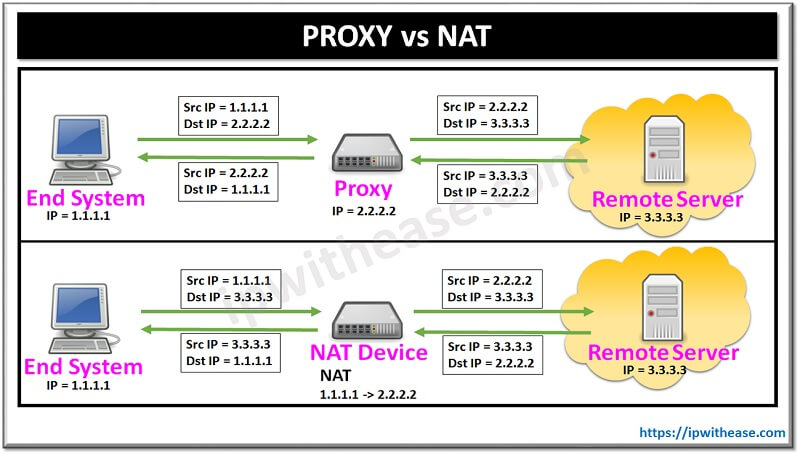 PROXY vs NAT
Src IP = 1.1.1.1
Dst IP = 2.2.2.2
Src IP = 2.2.2.2
Dst IP = 3.3.3.3
Src IP = 2.2.2.2
Dst IP = 1.1.1.1
Src IP = 3.3.3.3
Dst IP = 2.2.2.2
End System
IP = 1.1.1.1
Proxy
IP = 2.2.2.2
Remote Server
IP = 3.3.3.3
ipwithease.com
Src IP = 1.1.1.1
Dst IP = 3.3.3.3
Src IP = 2.2.2.2
Dst IP = 3.3.3.3
Src IP = 3.3.3.3
Dst IP = 1.1.1.1
Src IP = 3.3.3.3
Dst IP = 2.2.2.2
End System
IP = 1.1.1.1
NAT Device
NAT
1.1.1.1 -> 2.2.2.2
Remote Server
IP = 3.3.3.3
https://ipwithease.com